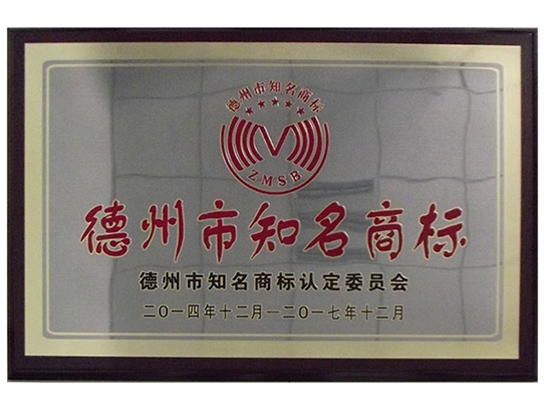 德州市知名商标
ZMSB
德州市知名商标
德州市知名商标认定委员会
二〇一四年十二月一二〇一七年十二月